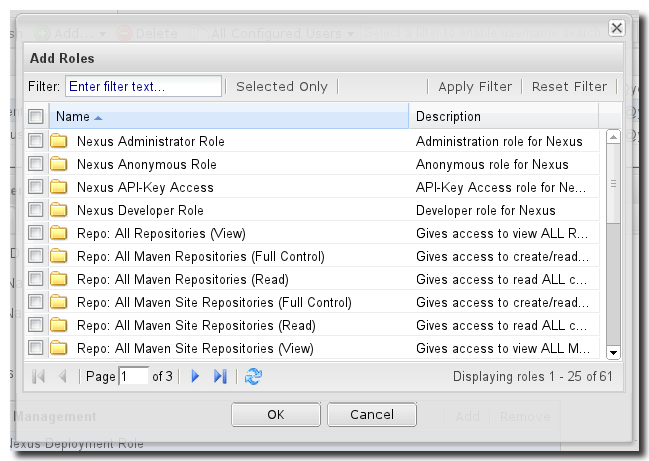 Add... Delete All Configured Users
Add Roles
Filter: Enter filter text... Selected Only Apply Filter Reset Filter
Name Description
Nexus Administrator Role Administration role for Nexus
Nexus Anonymous Role Anonymous role for Nexus
Nexus API-Key Access API-Key Access role for Ne...
Nexus Developer Role Developer role for Nexus
Repo: All Repositories (View) Gives access to view ALL R...
Repo: All Maven Repositories (Full Control) Gives access to create/read...
Repo: All Maven Repositories (Read) Gives access to read ALL c...
Repo: All Maven Site Repositories (Full Control) Gives access to create/read...
Repo: All Maven Site Repositories (Read) Gives access to read ALL c...
Repo: All Maven Site Repositories (View) Gives access to view ALL M...
Page 1 of 3 Displaying roles 1 - 25 of 61
OK Cancel
Management Add Remove
Nexus Deployment Role